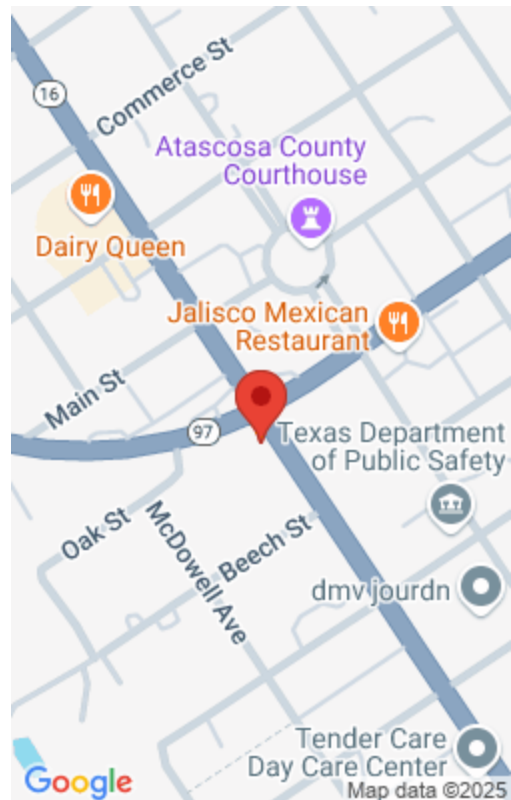 16
Commerce St
Atascosa County
Courthouse
Dairy Queen
Jalisco Mexican
Restaurant
Main St
97
Texas Department
of Public Safety
Oak St
McDowell Ave
Beech St
dmv jourdn
Tender Care
Day Care Center
Google
Map data ©2025